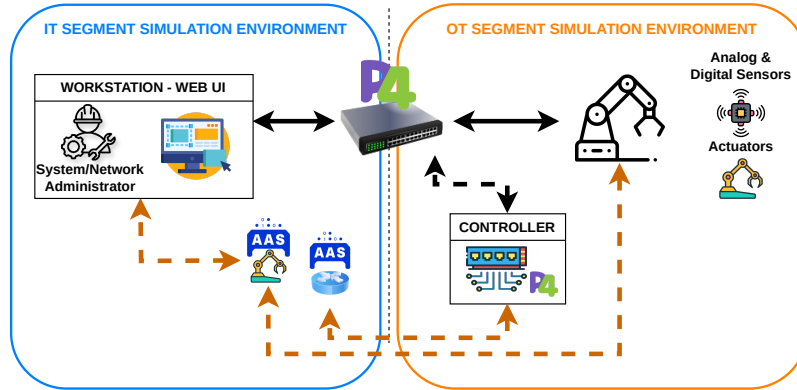 IT SEGMENT SIMULATION ENVIRONMENT
OT SEGMENT SIMULATION ENVIRONMENT
P4
WORKSTATION - WEB UI
System/Network
Administrator
Analog &
Digital Sensors
Actuators
CONTROLLER
P4
AAS
AAS